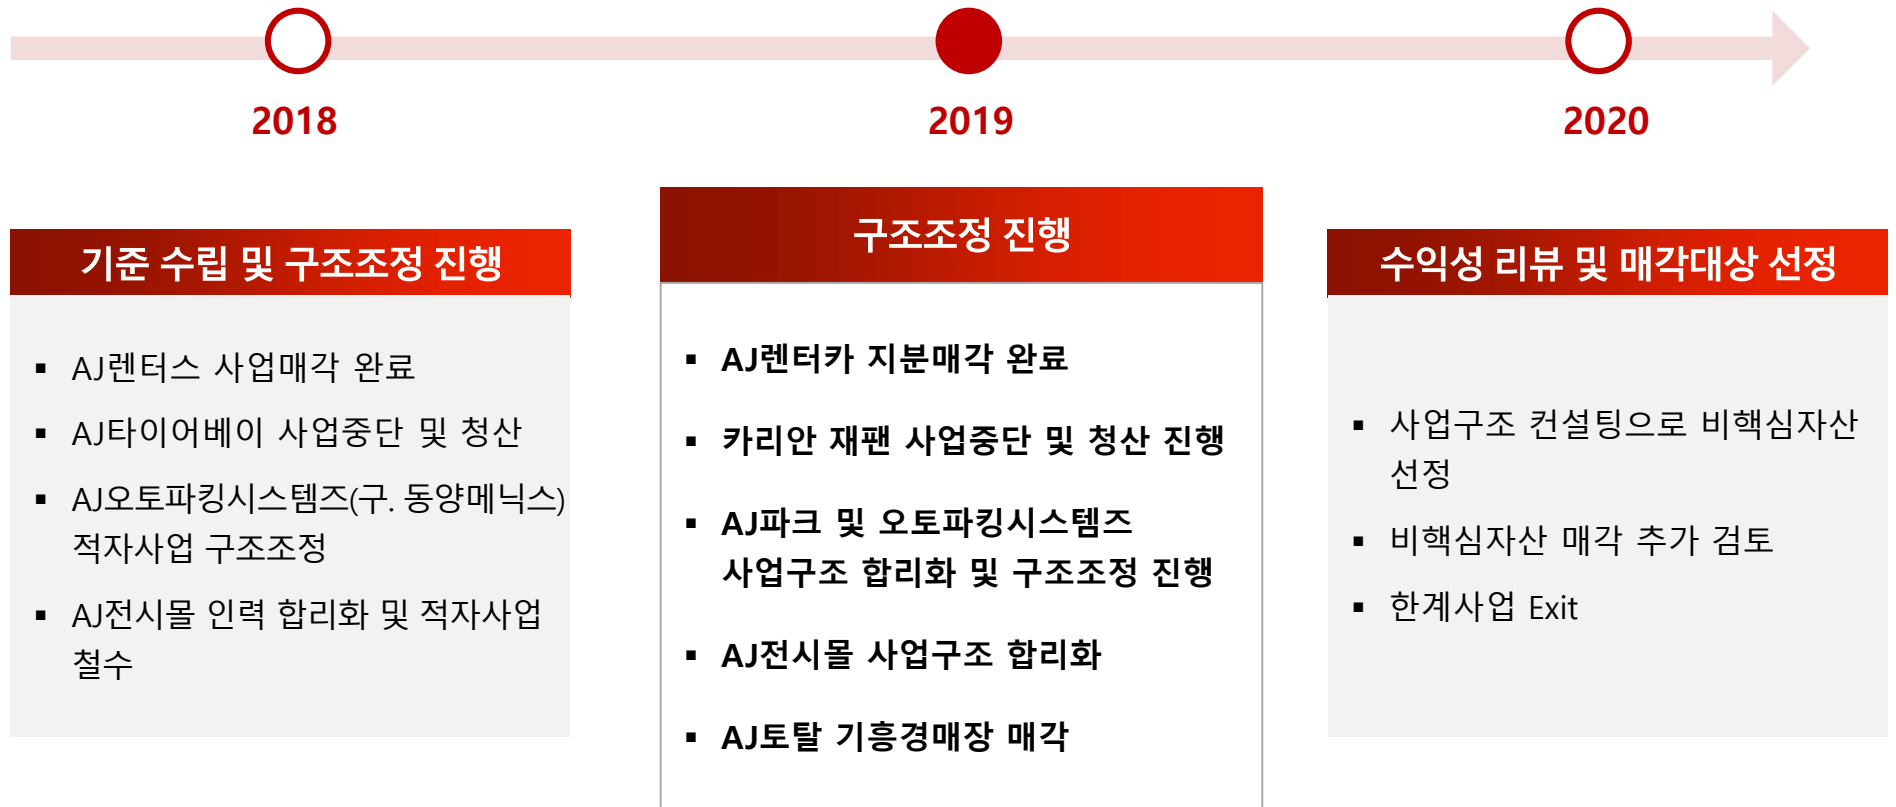 2018
2019
2020
기준 수립 및 구조조정 진행
▪ AJ렌터스 사업매각 완료
▪ AJ타이어베이 사업중단 및 청산
▪ AJ오토파킹시스템즈(구. 동양메닉스)
적자사업 구조조정
▪ AJ전시몰 인력 합리화 및 적자사업
철수
구조조정 진행
▪ AJ렌터카 지분매각 완료
▪ 카리안 재팬 사업중단 및 청산 진행
▪ AJ파크 및 오토파킹시스템즈
사업구조 합리화 및 구조조정 진행
▪ AJ전시몰 사업구조 합리화
▪ AJ토탈 기흥경매장 매각
수익성 리뷰 및 매각대상 선정
▪ 사업구조 컨설팅으로 비핵심자산
선정
▪ 비핵심자산 매각 추가 검토
▪ 한계사업 Exit